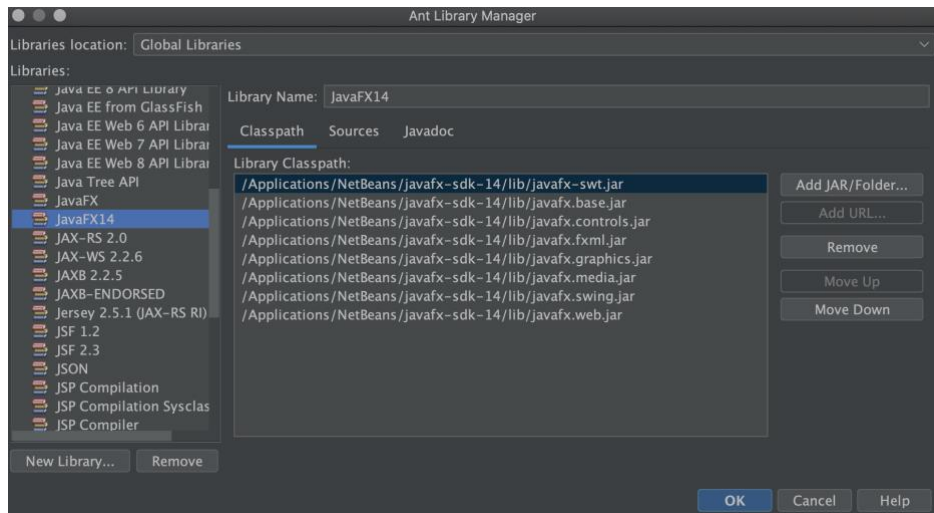 Ant Library Manager
Libraries location: Global Libraries
Libraries:
Java EE 8 API Library
Java EE from GlassFish
Java EE Web 6 API Librar
Java EE Web 7 API Librar
Java EE Web 8 API Librar
Java Tree API
JavaFX
JavaFX14
JAX-RS 2.0
JAX-WS 2.2.6
JAXB 2.2.5
JAXB-ENDORSED
Jersey 2.5.1 (JAX-RS RI)
JSF 1.2
JSF 2.3
JSON
JSP Compilation
JSP Compilation Sysclas
JSP Compiler
New Library... Remove
Library Name: JavaFX14
Classpath Sources Javadoc
Library Classpath:
/Applications/NetBeans/javafx-sdk-14/lib/javafx-swt.jar
/Applications/NetBeans/javafx-sdk-14/lib/javafx.base.jar
/Applications/NetBeans/javafx-sdk-14/lib/javafx.controls.jar
/Applications/NetBeans/javafx-sdk-14/lib/javafx.fxml.jar
/Applications/NetBeans/javafx-sdk-14/lib/javafx.graphics.jar
/Applications/NetBeans/javafx-sdk-14/lib/javafx.media.jar
/Applications/NetBeans/javafx-sdk-14/lib/javafx.swing.jar
/Applications/NetBeans/javafx-sdk-14/lib/javafx.web.jar
Add JAR/Folder...
Add URL...
Remove
Move Up
Move Down
OK Cancel Help